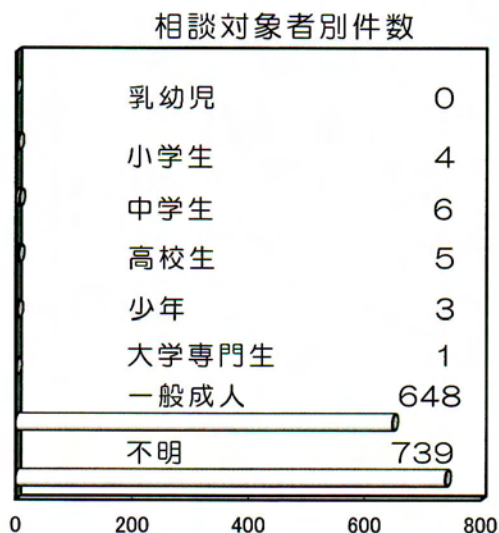 相談対象者別件数
乳幼児 0
小学生 4
中学生 6
高校生 5
少年 3
大学専門生 1
一般成人 648
不明 739
0 200 400 600 800